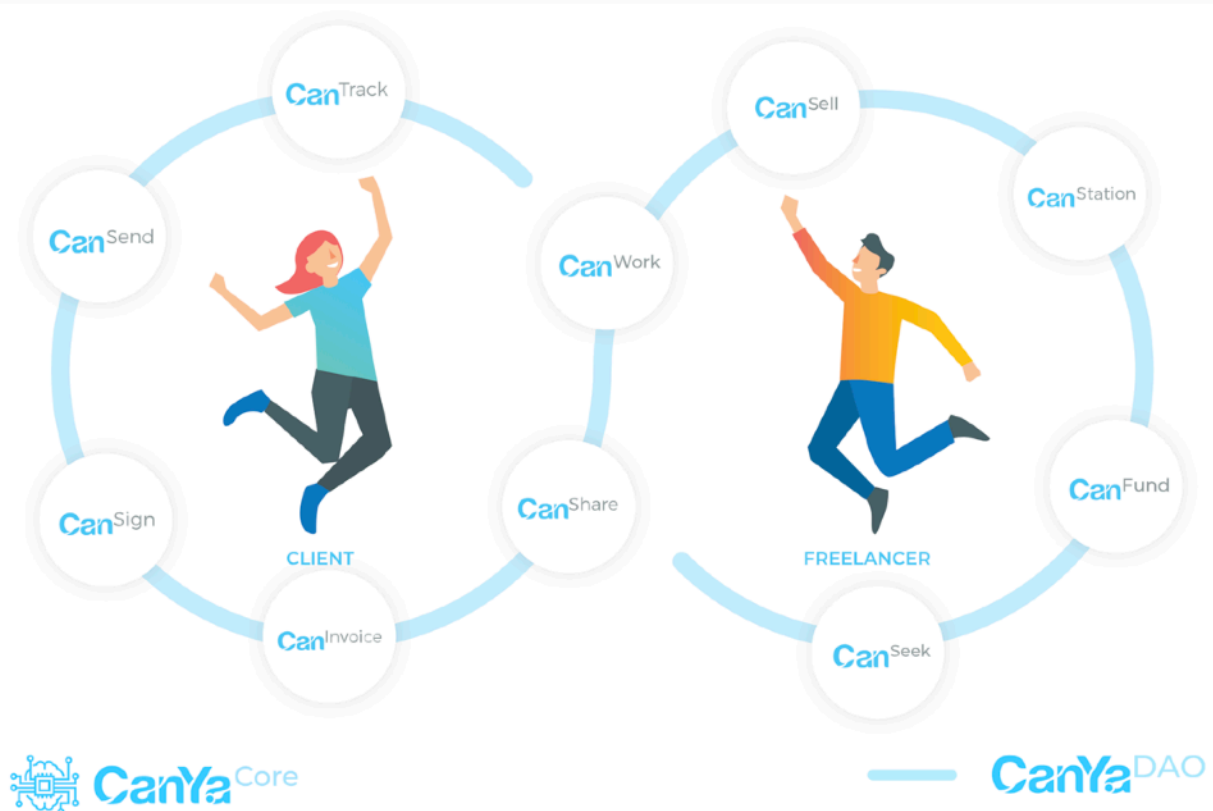 CanTrack
CanSell
CanStation
CanSend
CanWork
CanFund
CanSign
CanShare
CLIENT
FREELANCER
CanInvoice
CanSeek
CanYaCore
CanYaDAO